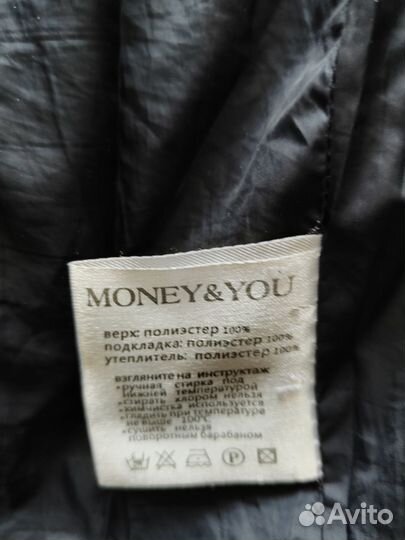 MONEY&YOU
верх: полиэстер 100%
подкладка: полиэстер 100%
утеплитель: полиэстер 100%
взгляните на инструктаж
•ручная стирка под
нижней температурой
•стирать хлором нельзя
•химчистка используется
•гладить при температуре
не выше 200°C
•сушить нельзя
поворотным барабаном
P
Avito